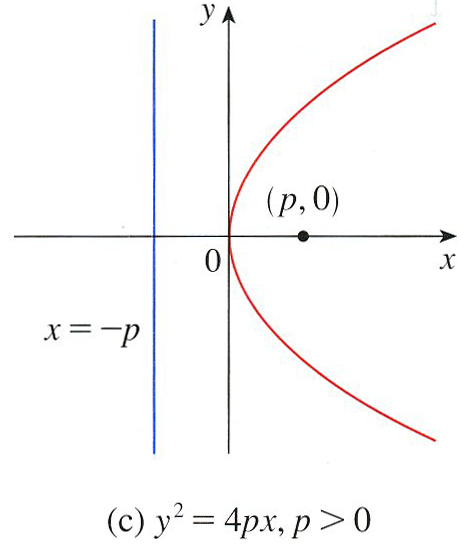 y
(p, 0)
0
x
x = −p
(c) y² = 4px, p > 0